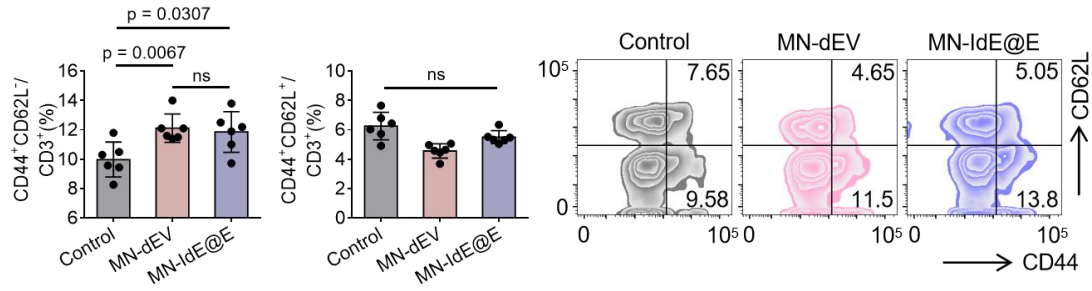 p = 0.0307
p = 0.0067
ns
CD44⁺CD62L⁻/
CD3⁺(%)
16
14
12
10
8
6
Control
MN-dEV
MN-IdE@E
ns
CD44⁺CD62L⁺/
CD3⁺(%)
10
8
6
4
2
0
Control
MN-dEV
MN-IdE@E
Control
MN-dEV
MN-IdE@E
10⁵
0
7.65
9.58
4.65
11.5
5.05
13.8
0
10⁵
0
10⁵
0
10⁵
CD62L
CD44